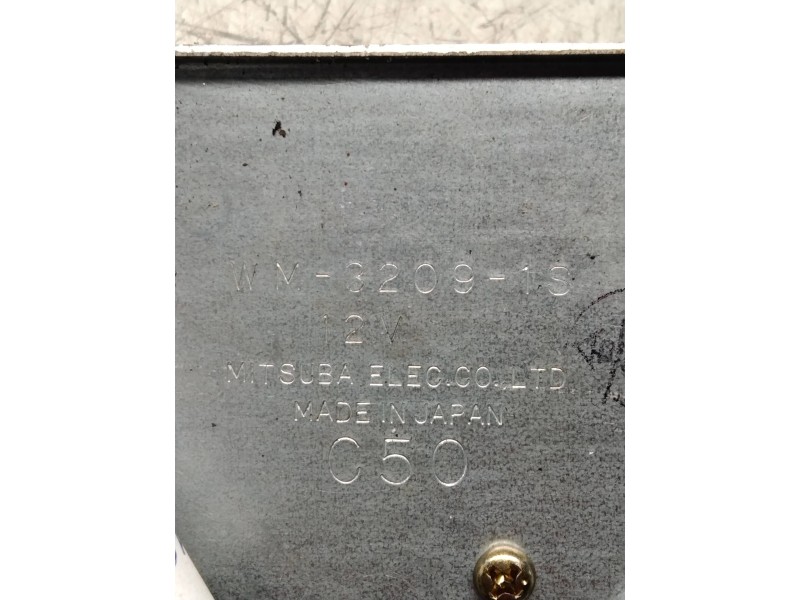 WM-3209-1S
12V
MITSUBA ELEC.CO.,LTD.
MADE IN JAPAN
C50